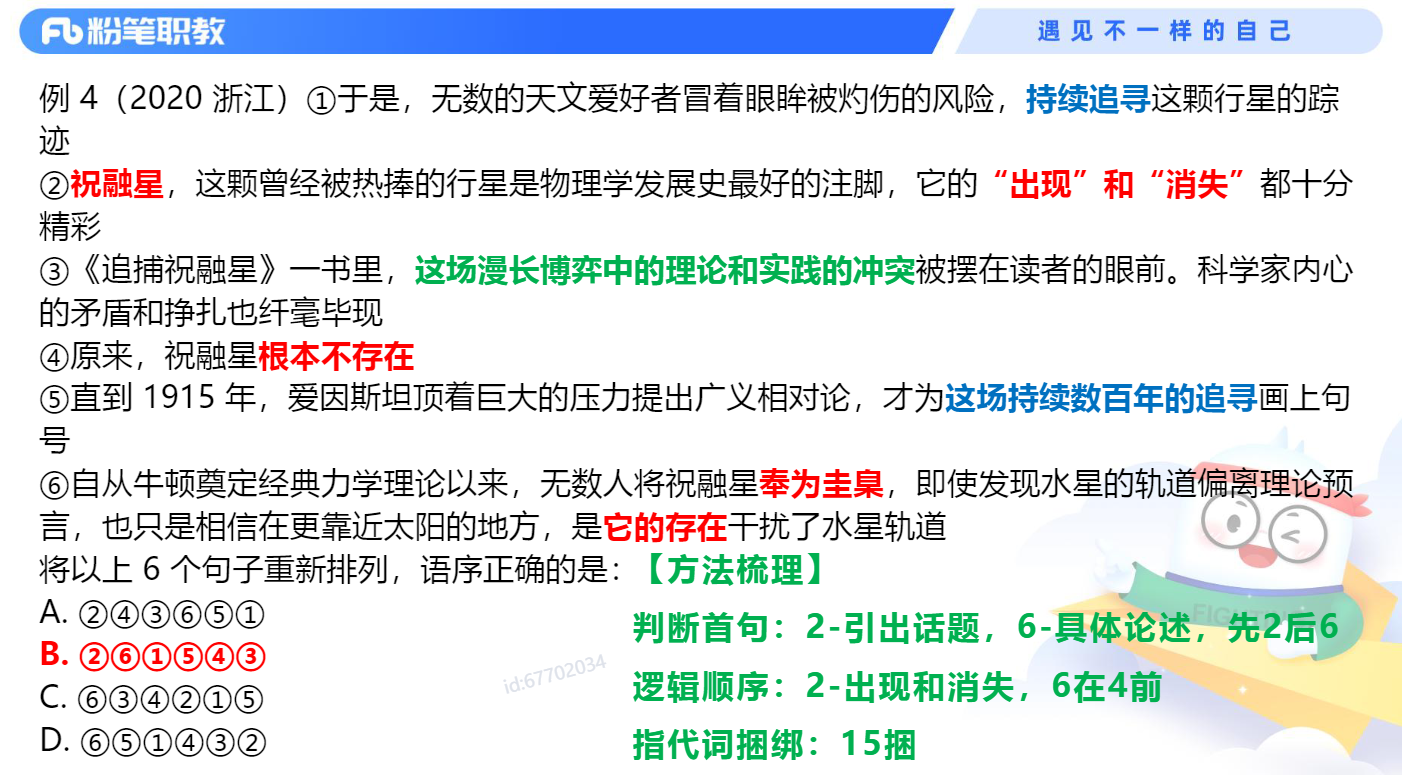 粉笔职教
遇见不一样的自己
例 4（2020 浙江）①于是，无数的天文爱好者冒着眼眸被灼伤的风险，持续追寻这颗行星的踪
迹
②祝融星，这颗曾经被热捧的行星是物理学发展史最好的注脚，它的“出现”和“消失”都十分
精彩
③《追捕祝融星》一书里，这场漫长博弈中的理论和实践的冲突被摆在读者的眼前。科学家内心
的矛盾和挣扎也纤毫毕现
④原来，祝融星根本不存在
⑤直到 1915 年，爱因斯坦顶着巨大的压力提出广义相对论，才为这场持续数百年的追寻画上句
号
⑥自从牛顿奠定经典力学理论以来，无数人将祝融星奉为圭臬，即使发现水星的轨道偏离理论预
言，也只是相信在更靠近太阳的地方，是它的存在干扰了水星轨道
将以上 6 个句子重新排列，语序正确的是：【方法梳理】
A. ②④③⑥⑤①
B. ②⑥①⑤④③
C. ⑥③④②①⑤
D. ⑥⑤①④③②
判断首句：2-引出话题，6-具体论述，先2后6
逻辑顺序：2-出现和消失，6在4前
指代词捆绑：15捆
id:67702034